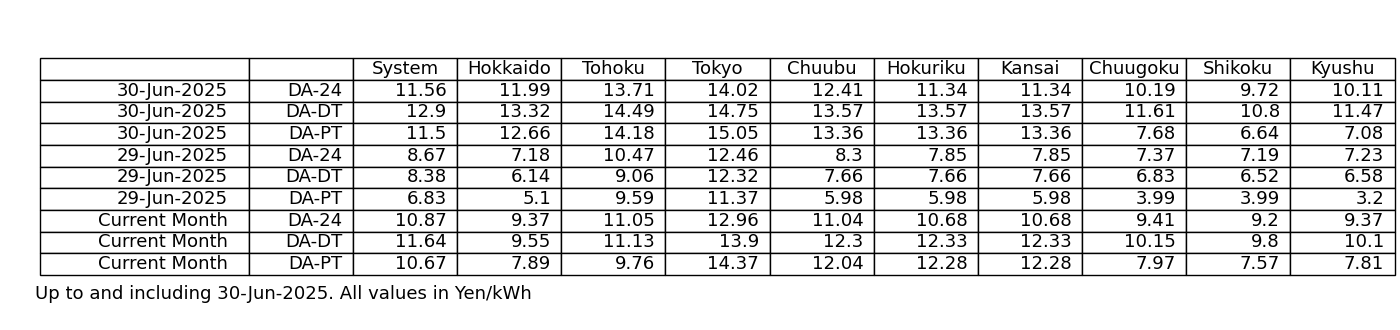 System Hokkaido Tohoku Tokyo Chuubu Hokuriku Kansai Chuugoku Shikoku Kyushu
30-Jun-2025 DA-24 11.56 11.99 13.71 14.02 12.41 11.34 11.34 10.19 9.72 10.11
30-Jun-2025 DA-DT 12.9 13.32 14.49 14.75 13.57 13.57 13.57 11.61 10.8 11.47
30-Jun-2025 DA-PT 11.5 12.66 14.18 15.05 13.36 13.36 13.36 7.68 6.64 7.08
29-Jun-2025 DA-24 8.67 7.18 10.47 12.46 8.3 7.85 7.85 7.37 7.19 7.23
29-Jun-2025 DA-DT 8.38 6.14 9.06 12.32 7.66 7.66 7.66 6.83 6.52 6.58
29-Jun-2025 DA-PT 6.83 5.1 9.59 11.37 5.98 5.98 5.98 3.99 3.99 3.2
Current Month DA-24 10.87 9.37 11.05 12.96 11.04 10.68 10.68 9.41 9.2 9.37
Current Month DA-DT 11.64 9.55 11.13 13.9 12.3 12.33 12.33 10.15 9.8 10.1
Current Month DA-PT 10.67 7.89 9.76 14.37 12.04 12.28 12.28 7.97 7.57 7.81
Up to and including 30-Jun-2025. All values in Yen/kWh